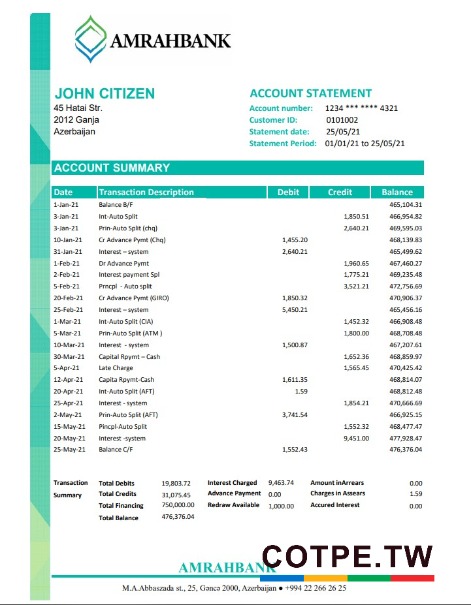 AMRAHBANK
JOHN CITIZEN
45 Hatai Str.
2012 Ganja
Azerbaijan
ACCOUNT STATEMENT
Account number: 1234 *** **** 4321
Customer ID: 0101002
Statement date: 25/05/21
Statement Period: 01/01/21 to 25/05/21
ACCOUNT SUMMARY
Date Transaction Description Debit Credit Balance
1-Jan-21 Balance B/F 465,104.31
3-Jan-21 Int-Auto Split 1,850.51 466,954.82
3-Jan-21 Prin-Auto Split (chq) 2,640.21 469,595.03
10-Jan-21 Cr Advance Pymt (Chq) 1,455.20 468,139.83
31-Jan-21 Interest – system 2,640.21 465,499.62
1-Feb-21 Dr Advance Pymt 1,960.65 467,460.27
2-Feb-21 Interest payment Spl 1,775.21 469,235.48
5-Feb-21 Prncpl - Auto split 3,521.22 472,756.69
20-Feb-21 Cr Advance Pymt (GIRO) 1,850.32 470,906.37
25-Feb-21 Interest – system 5,450.21 465,456.16
1-Mar-21 Int-Auto Split (CIA) 1,452.32 466,908.48
5-Mar-21 Prin-Auto Split (ATM ) 1,800.00 468,708.48
10-Mar-21 Interest - system 1,500.87 467,207.61
30-Mar-21 Capital Rpymt – Cash 1,652.36 468,859.97
5-Apr-21 Late Charge 1,565.45 470,425.42
12-Apr-21 Capita Rpymt-Cash 1,611.35 468,814.07
20-Apr-21 Int-Auto Split (AFT) 1.59 468,812.48
25-Apr-21 Interest - system 1,854.21 470,666.69
2-May-21 Prin-Auto Split (AFT) 3,741.54 466,925.15
15-May-21 Pincpl-Auto Split 1,552.32 468,477.47
20-May-21 Interest -system 9,451.00 477,928.47
25-May-21 Balance C/F 1,552.43 476,376.04
Transaction Total Debits 19,803.72 Interest Charged 9,463.74 Amount inArrears 0.00
Summary Total Credits 31,075.45 Advance Payment 0.00 Charges in Assears 1.59
Total Financing 750,000.00 Redraw Available 1,000.00 Accured Interest 0.00
Total Balance 476,376.04
AMRAHBANK
COTPE.TW
M.A.Abbaszada st., 25, Gəncə 2000, Azerbaijan ● +994 22 266 26 25